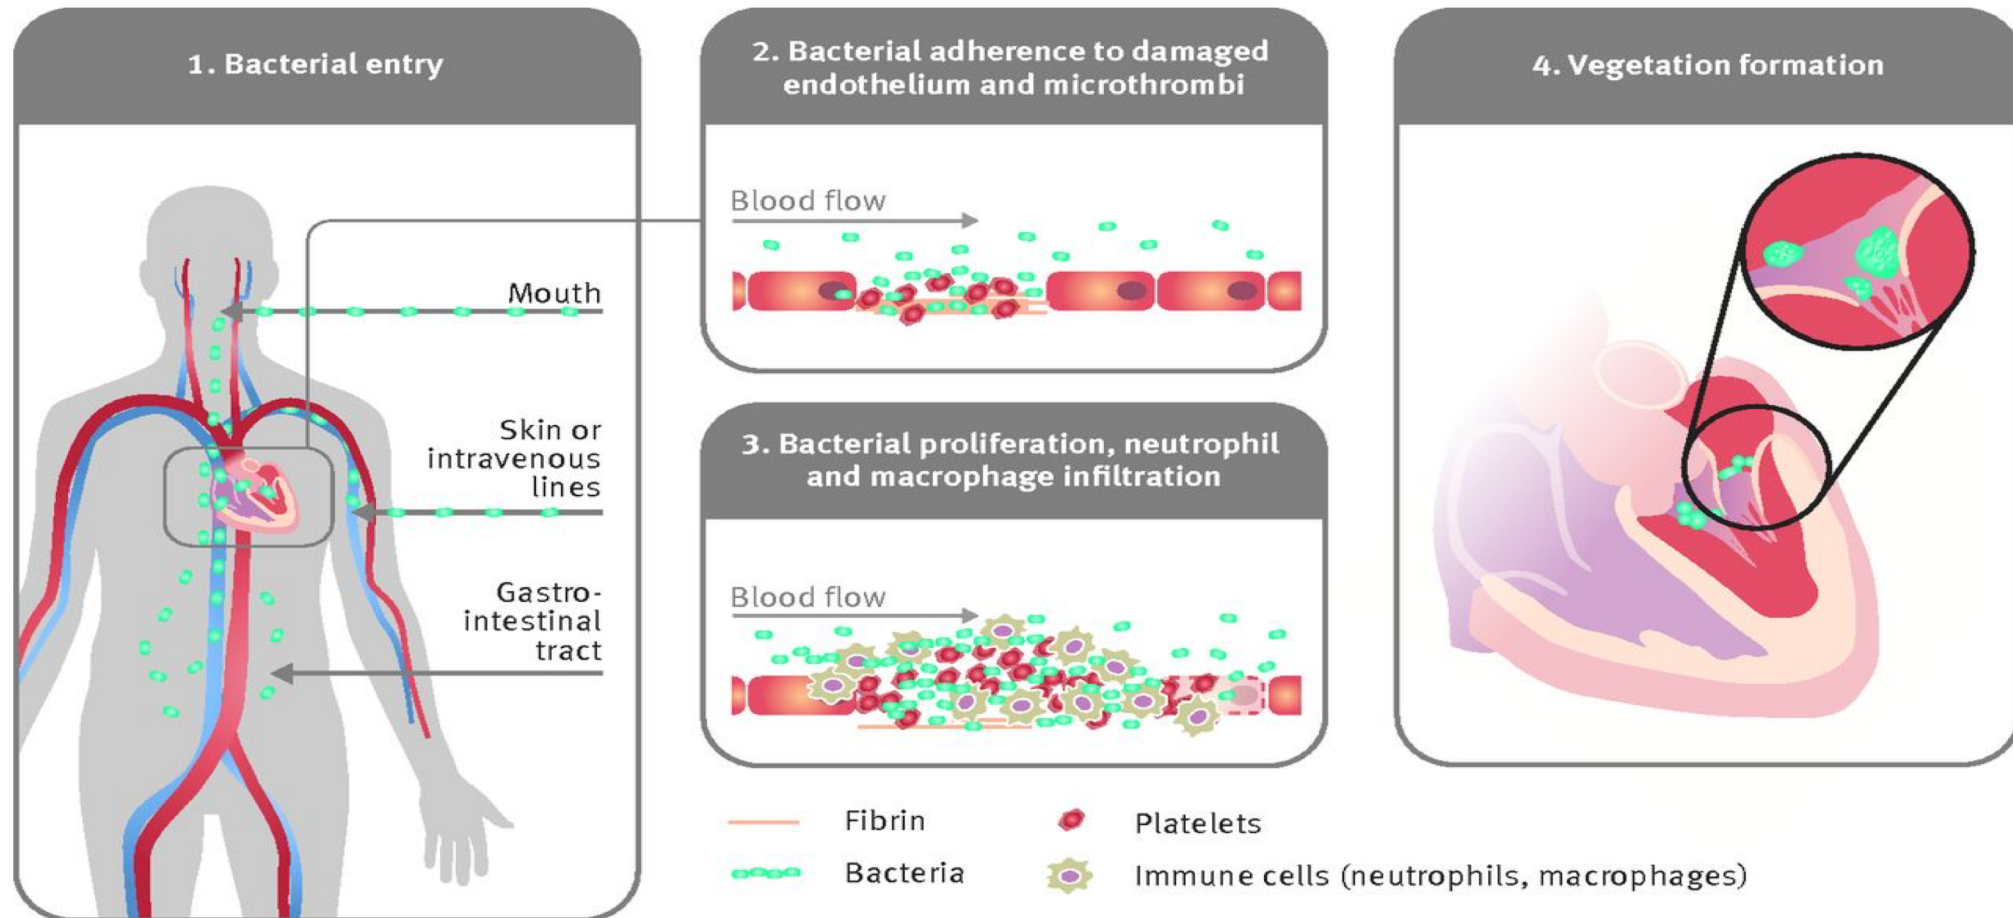 1. Bacterial entry
Mouth
Skin or
intravenous
lines
Gastro-
intestinal
tract
2. Bacterial adherence to damaged
endothelium and microthrombi
Blood flow
3. Bacterial proliferation, neutrophil
and macrophage infiltration
Blood flow
4. Vegetation formation
Fibrin
Platelets
Bacteria
Immune cells (neutrophils, macrophages)